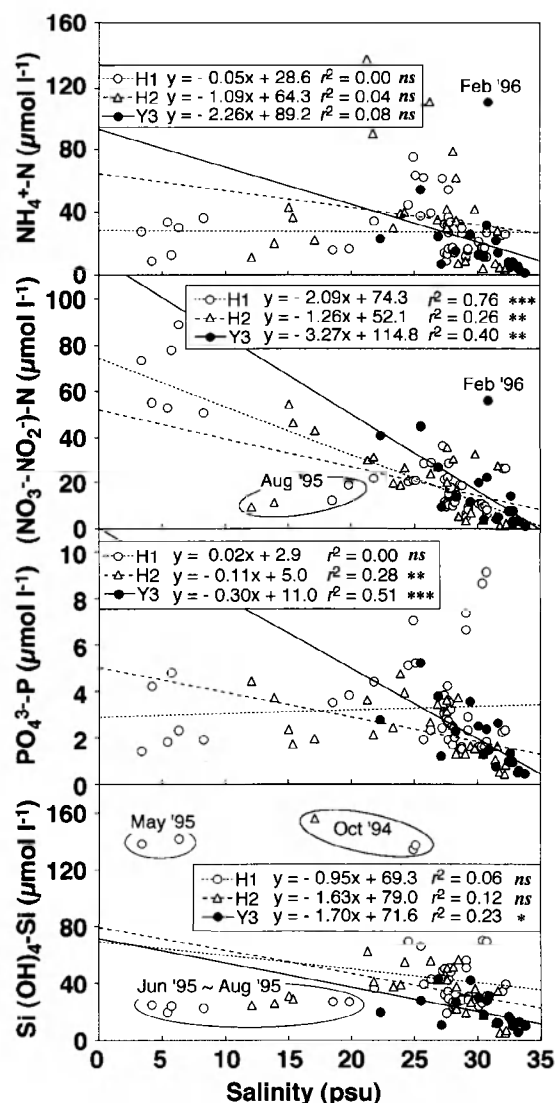 NH₄+-N (µmol l⁻¹)
160
120
80
40
0
H1 y = - 0.05x + 28.6 r² = 0.00 ns
H2 y = - 1.09x + 64.3 r² = 0.04 ns
Y3 y = - 2.26x + 89.2 r² = 0.08 ns
Feb '96
(NO₃⁻-NO₂⁻)-N (µmol l⁻¹)
100
80
60
40
20
0
H1 y = - 2.09x + 74.3 r² = 0.76 ***
H2 y = - 1.26x + 52.1 r² = 0.26 **
Y3 y = - 3.27x + 114.8 r² = 0.40 **
Feb '96
Aug '95
PO₄³⁻-P (µmol l⁻¹)
10
8
6
4
2
0
H1 y = 0.02x + 2.9 r² = 0.00 ns
H2 y = - 0.11x + 5.0 r² = 0.28 **
Y3 y = - 0.30x + 11.0 r² = 0.51 ***
Si (OH)₄-Si (µmol l⁻¹)
160
120
80
40
0
May '95
Oct '94
H1 y = - 0.95x + 69.3 r² = 0.06 ns
H2 y = - 1.63x + 79.0 r² = 0.12 ns
Y3 y = - 1.70x + 71.6 r² = 0.23 *
Jun '95 ~ Aug '95
0 5 10 15 20 25 30 35
Salinity (psu)